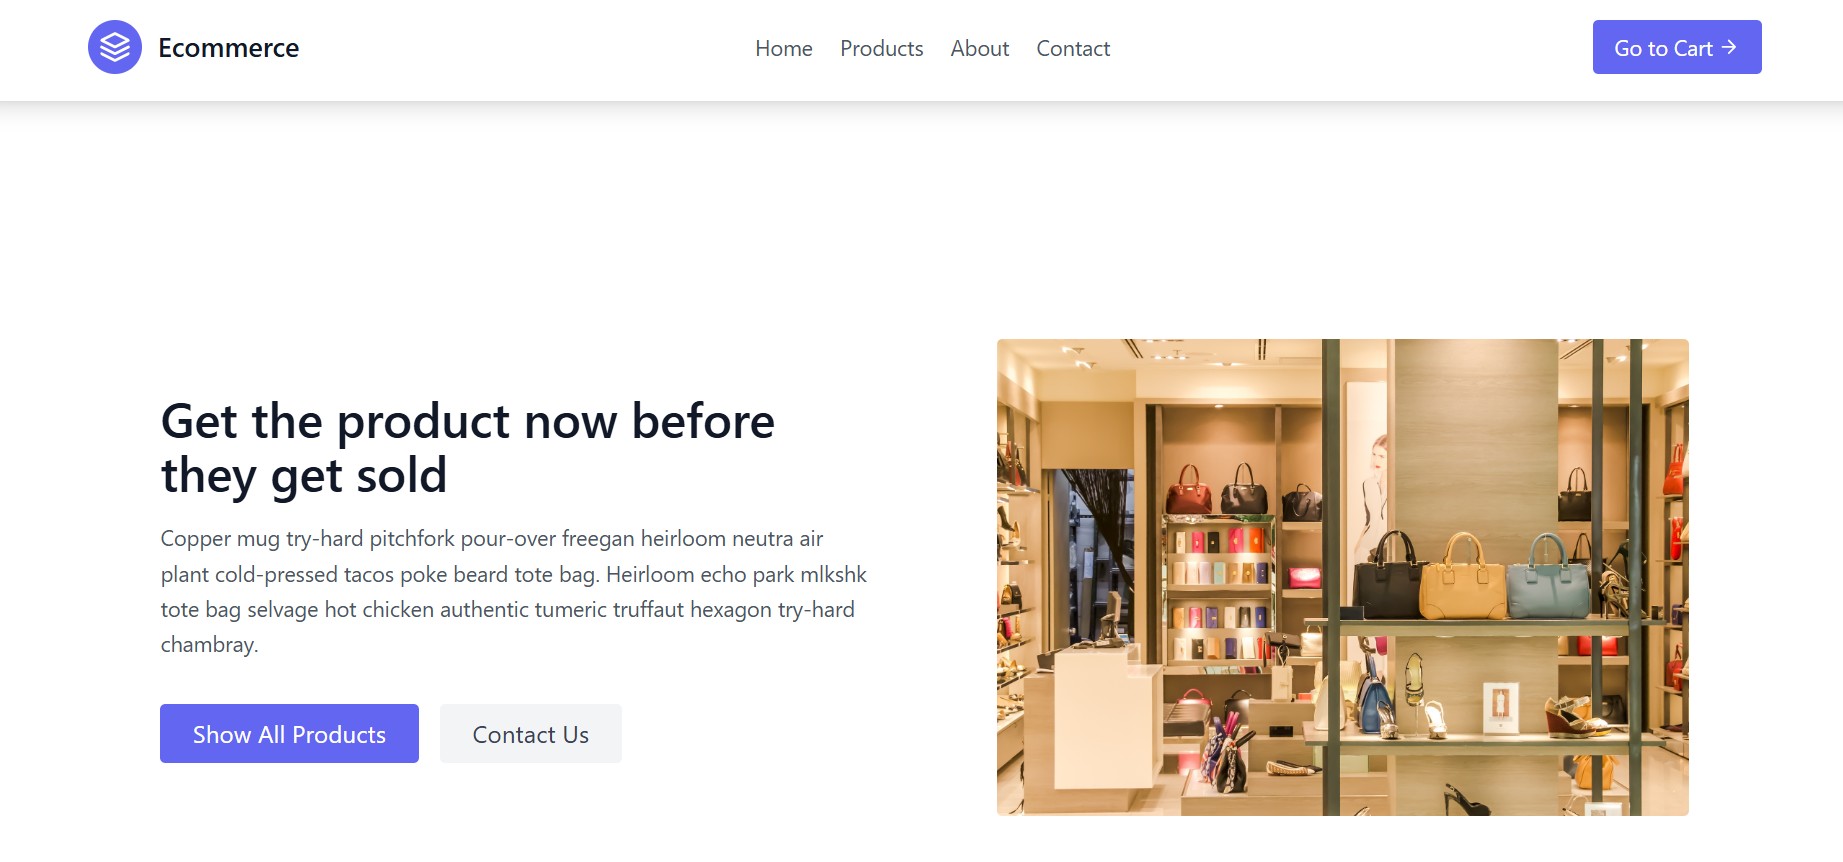 Ecommerce
Home Products About Contact
Go to Cart →
Get the product now before
they get sold
Copper mug try-hard pitchfork pour-over freegan heirloom neutra air
plant cold-pressed tacos poke beard tote bag. Heirloom echo park mlkshk
tote bag selvage hot chicken authentic tumeric truffaut hexagon try-hard
chambray.
Show All Products
Contact Us